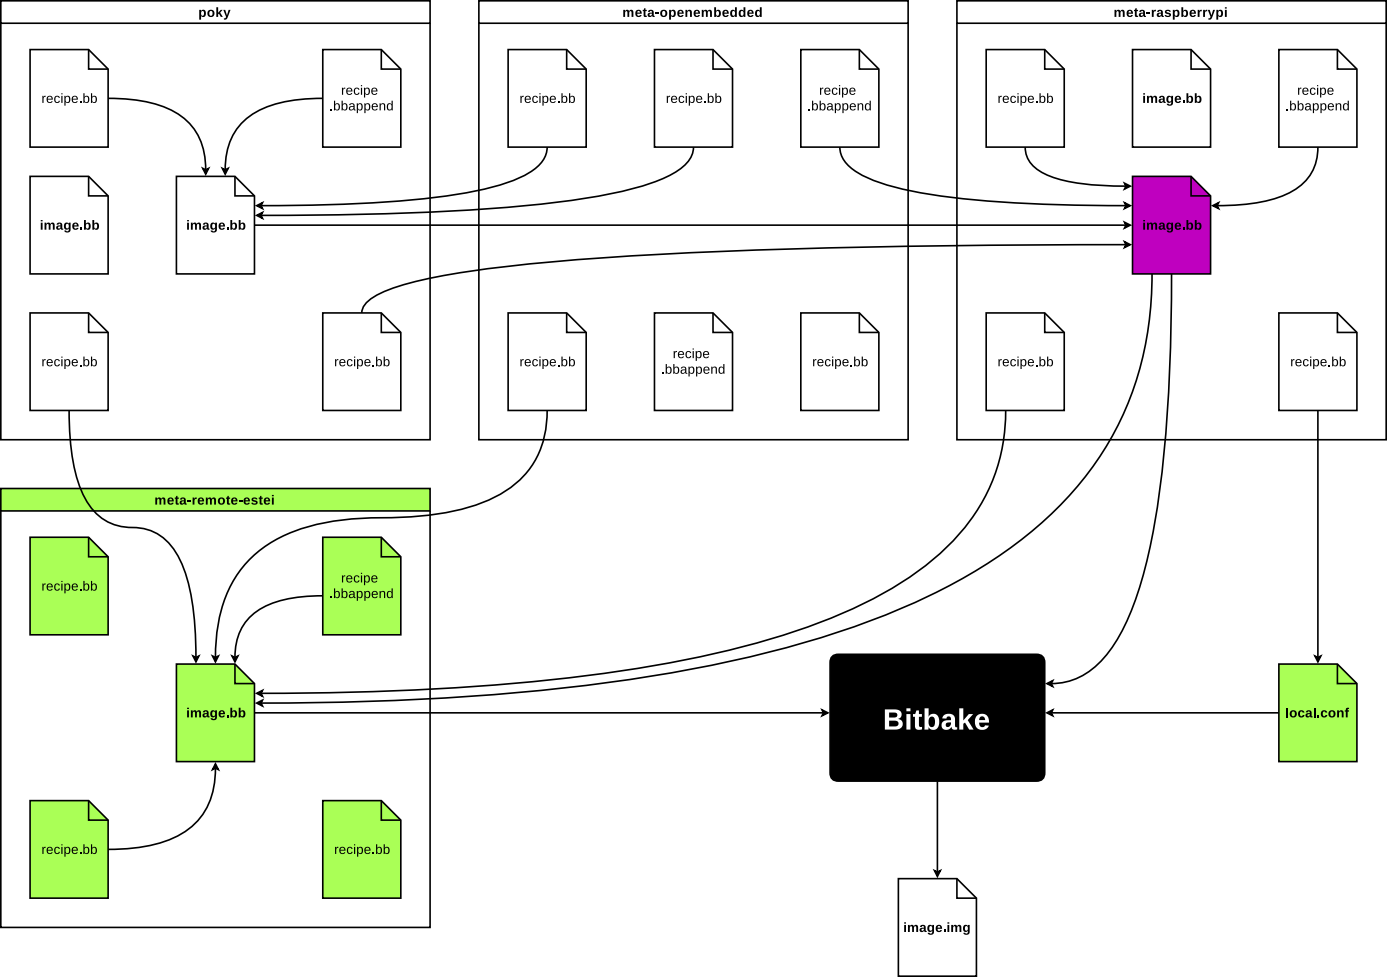 poky
recipe.bb
recipe
.bbappend
image.bb
image.bb
recipe.bb
recipe.bb
meta-openembedded
recipe.bb
recipe.bb
recipe
.bbappend
recipe.bb
recipe
.bbappend
recipe.bb
meta-raspberrypi
recipe.bb
image.bb
recipe
.bbappend
image.bb
recipe.bb
recipe.bb
meta-remote-estei
recipe.bb
recipe
.bbappend
image.bb
recipe.bb
recipe.bb
Bitbake
local.conf
image.img